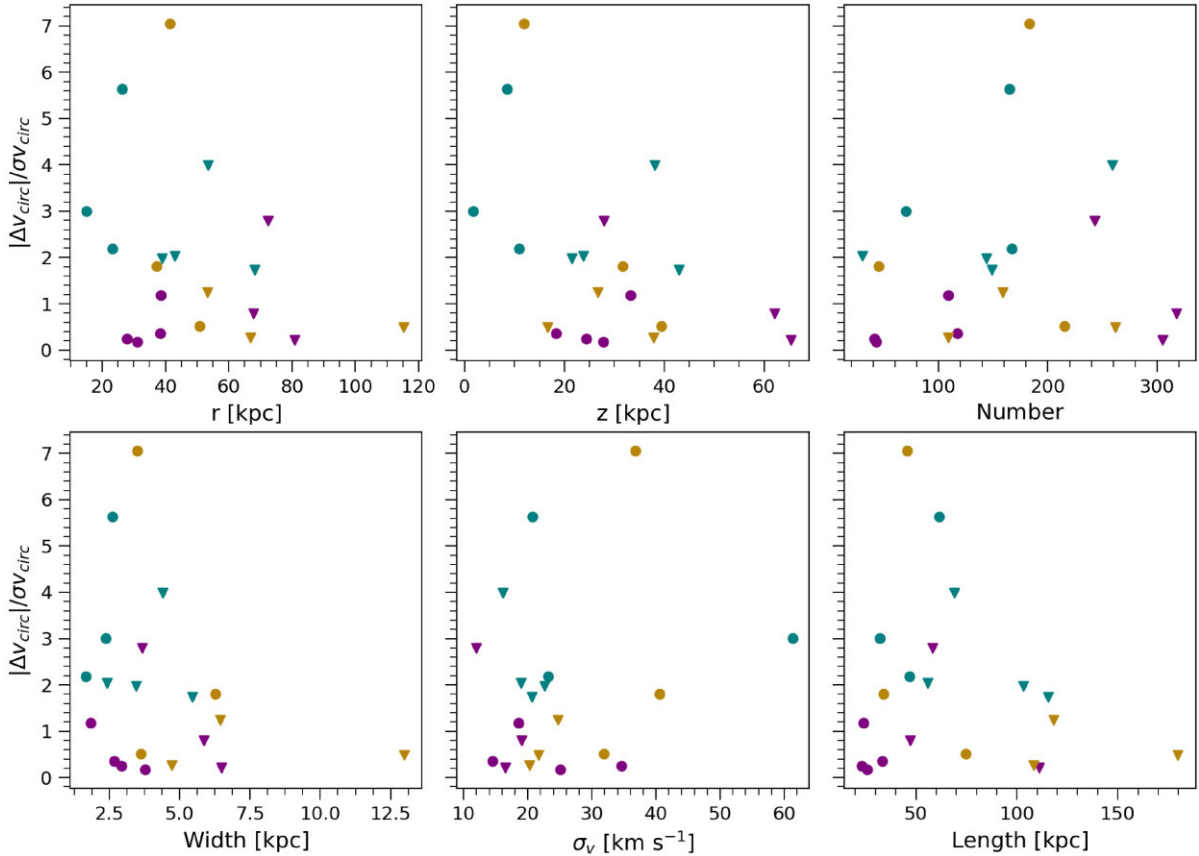 |Δv_circ|/σv_circ
7
6
5
4
3
2
1
0
20 40 60 80 100 120
r [kpc]
0 20 40 60
z [kpc]
100 200 300
Number
|Δv_circ|/σv_circ
7
6
5
4
3
2
1
0
2.5 5.0 7.5 10.0 12.5
Width [kpc]
10 20 30 40 50 60
σ_v [km s⁻¹]
50 100 150
Length [kpc]